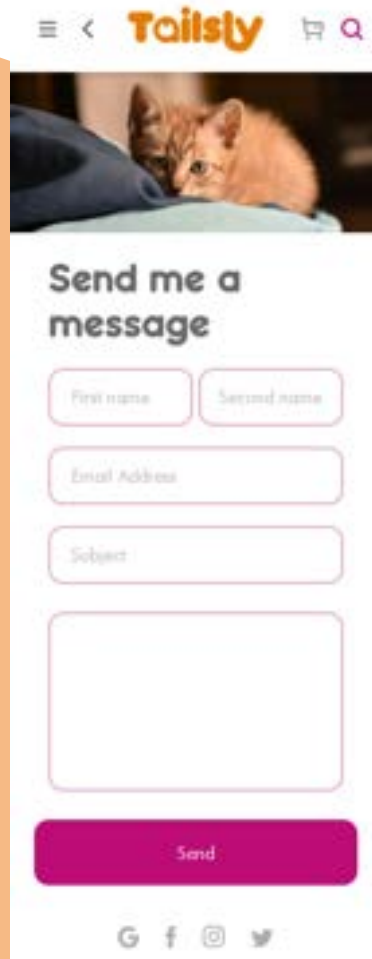 Tailsly
Send me a
message
First name Second name
Email Address
Subject
Send